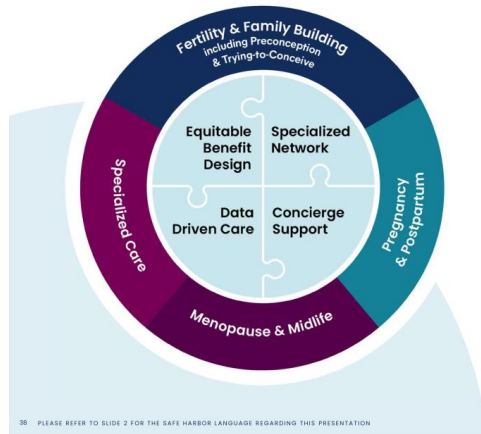 Fertility & Family Building
including Preconception
& Trying-to-Conceive
Equitable
Benefit
Design
Specialized
Network
Data
Driven Care
Concierge
Support
Specialized Care
Pregnancy
& Postpartum
Menopause & Midlife
38 PLEASE REFER TO SLIDE 2 FOR THE SAFE HARBOR LANGUAGE REGARDING THIS PRESENTATION